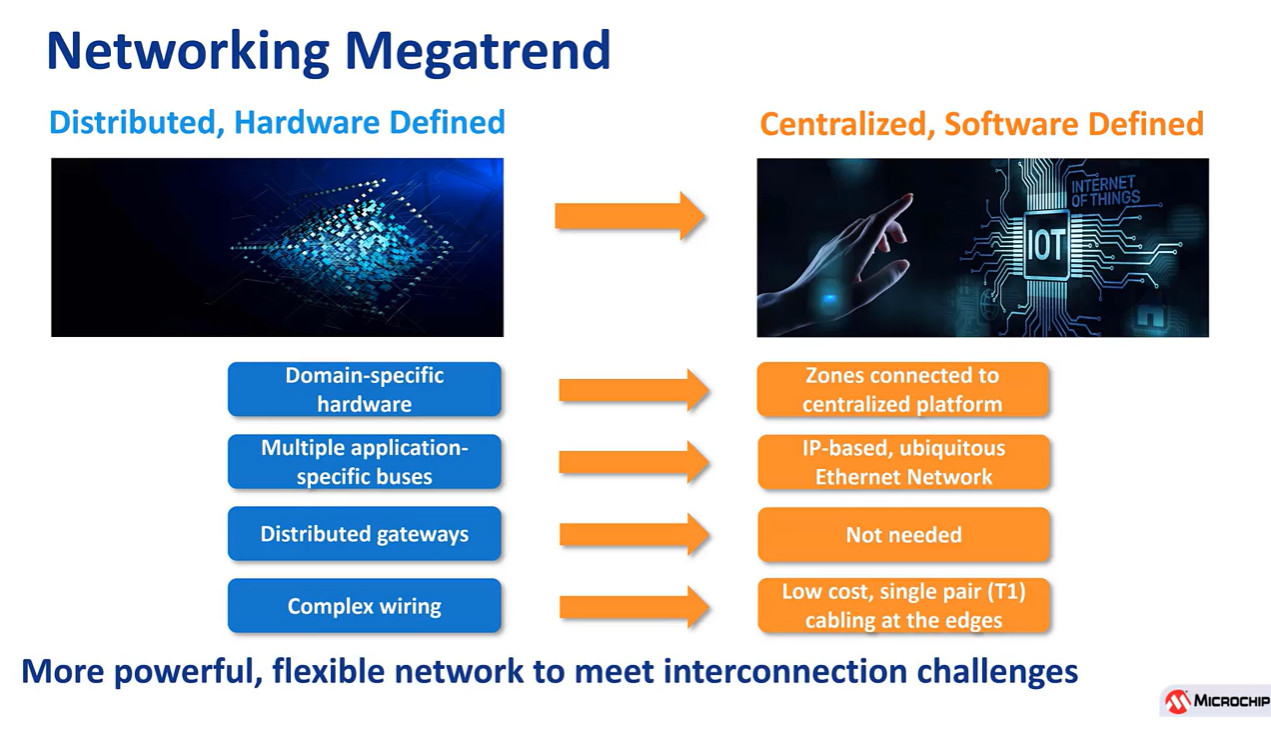 Networking Megatrend
Distributed, Hardware Defined
Centralized, Software Defined
INTERNET
OF THINGS
IOT
Domain-specific
hardware
Zones connected to
centralized platform
Multiple application-
specific buses
IP-based, ubiquitous
Ethernet Network
Distributed gateways
Not needed
Complex wiring
Low cost, single pair (T1)
cabling at the edges
More powerful, flexible network to meet interconnection challenges
MICROCHIP